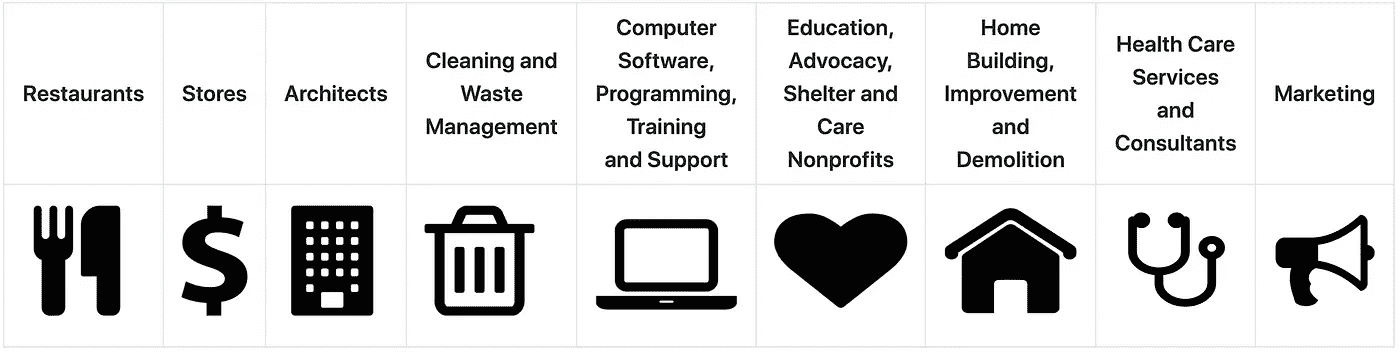 Restaurants
Stores
Architects
Cleaning and
Waste
Management
Computer
Software,
Programming,
Training
and Support
Education,
Advocacy,
Shelter and
Care
Nonprofits
Home
Building,
Improvement
and
Demolition
Health Care
Services
and
Consultants
Marketing